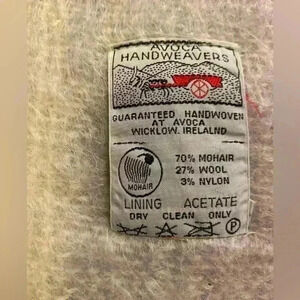 AVOCA
HANDWEAVERS
GUARANTEED HANDWOVEN
AT AVOCA
WICKLOW. IRELALND
70% MOHAIR
27% WOOL
3% NYLON
MOHAIR
LINING ACETATE
DRY CLEAN ONLY
P